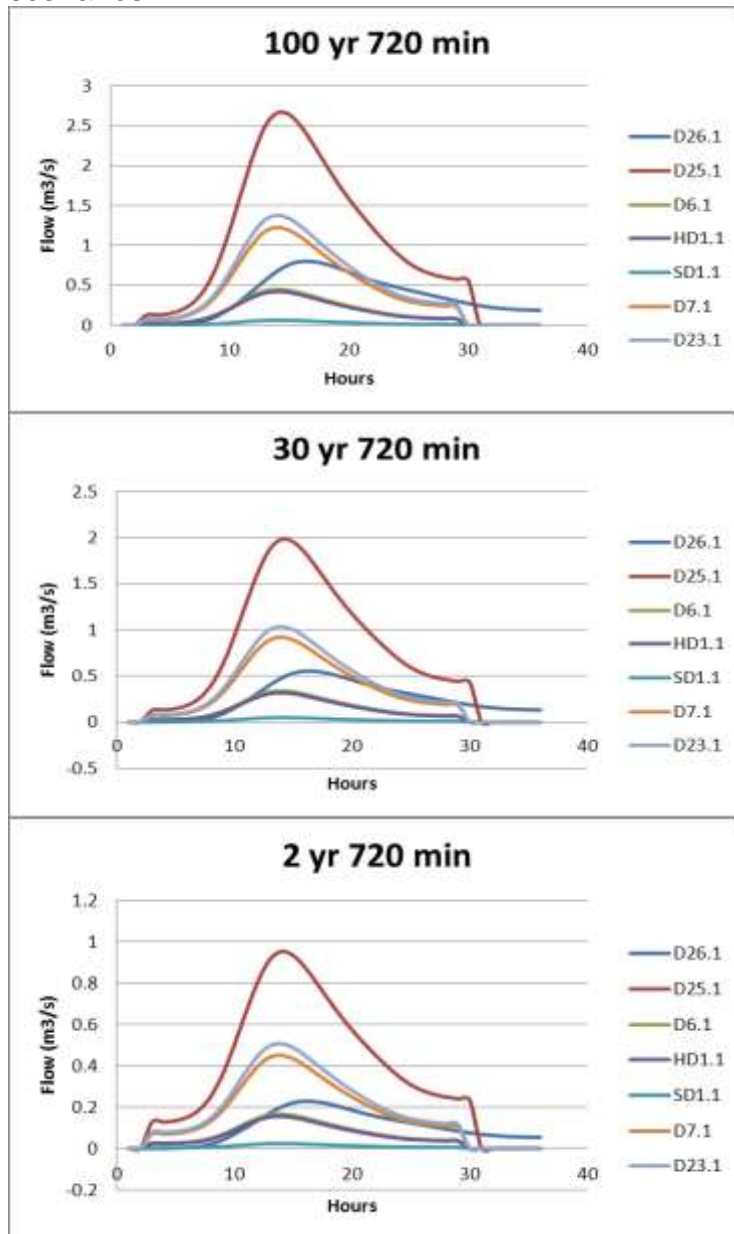 100 yr 720 min
3
2.5
2
1.5
1
0.5
0
Flow (m3/s)
0 10 20 30 40
Hours
D26.1
D25.1
D6.1
HD1.1
SD1.1
D7.1
D23.1
30 yr 720 min
2.5
2
1.5
1
0.5
0
-0.5
Flow (m3/s)
0 10 20 30 40
Hours
D26.1
D25.1
D6.1
HD1.1
SD1.1
D7.1
D23.1
2 yr 720 min
1.2
1
0.8
0.6
0.4
0.2
0
-0.2
Flow (m3/s)
0 10 20 30 40
Hours
D26.1
D25.1
D6.1
HD1.1
SD1.1
D7.1
D23.1